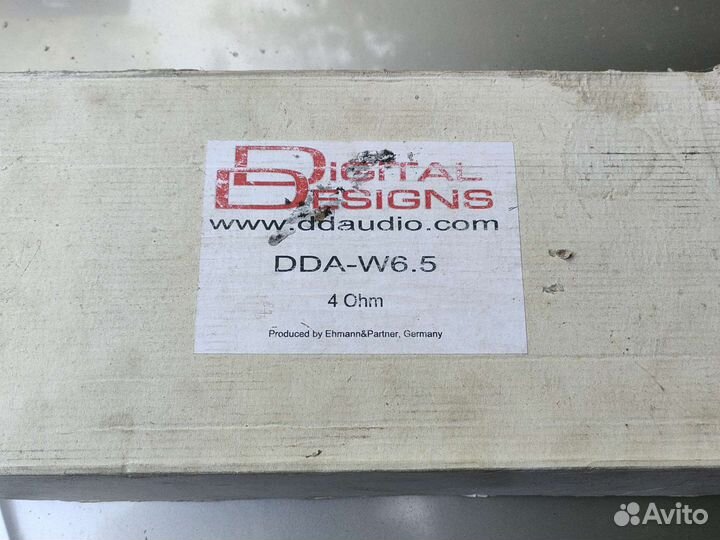 DIGITAL
DESIGNS
www.ddaudio.com
DDA-W6.5
4 Ohm
Produced by Ehmann&Partner, Germany
Avito